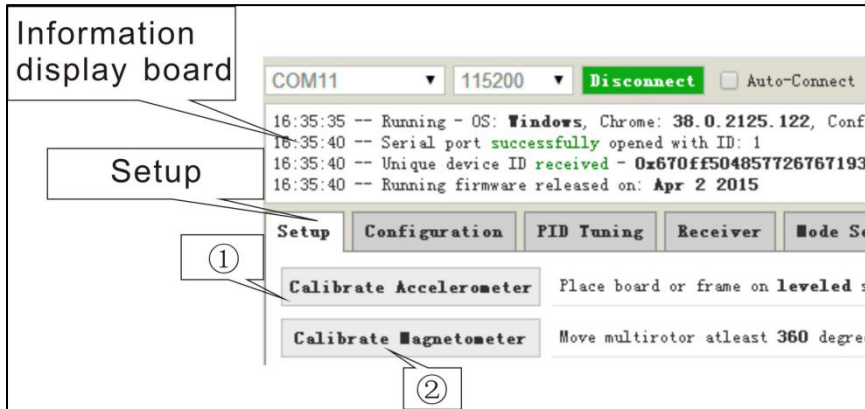 Information
display board
COM11 115200 Disconnect Auto-Connect
16:35:35 -- Running - OS: Windows, Chrome: 38.0.2125.122, Conf
16:35:40 -- Serial port successfully opened with ID: 1
16:35:40 -- Unique device ID received - 0x670ff504857726767193
16:35:40 -- Running firmware released on: Apr 2 2015
Setup
Setup Configuration PID Tuning Receiver Mode Se
①
Calibrate Accelerometer Place board or frame on leveled s
Calibrate Magnetometer Move multirotor atleast 360 degre
②